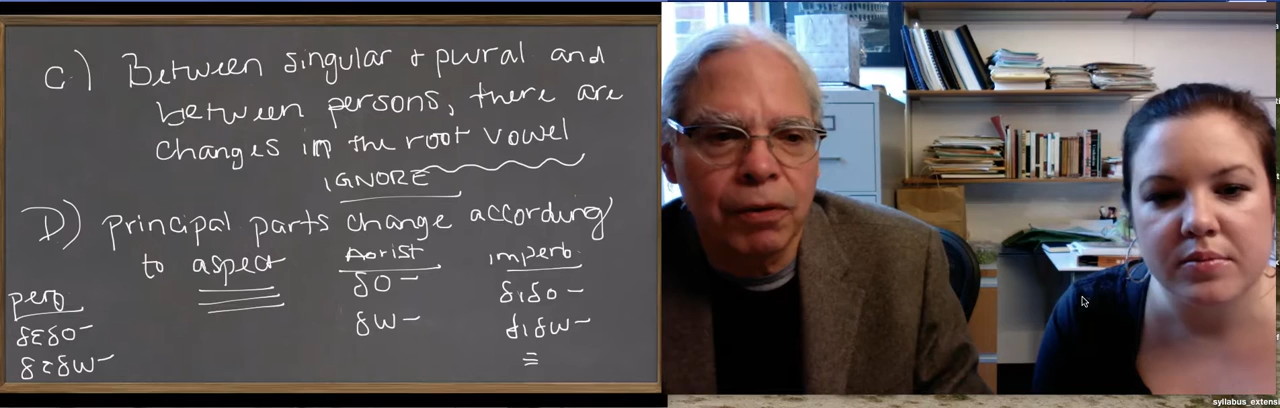 C.) Between singular + plural and
between persons, there are
changes in the root vowel
IGNORE
D) principal parts change according
to aspect
Aorist
δο-
δω-
imperf.
διδο-
διδω-
perf
δεδο-
δεδω-
syllabus_extensi